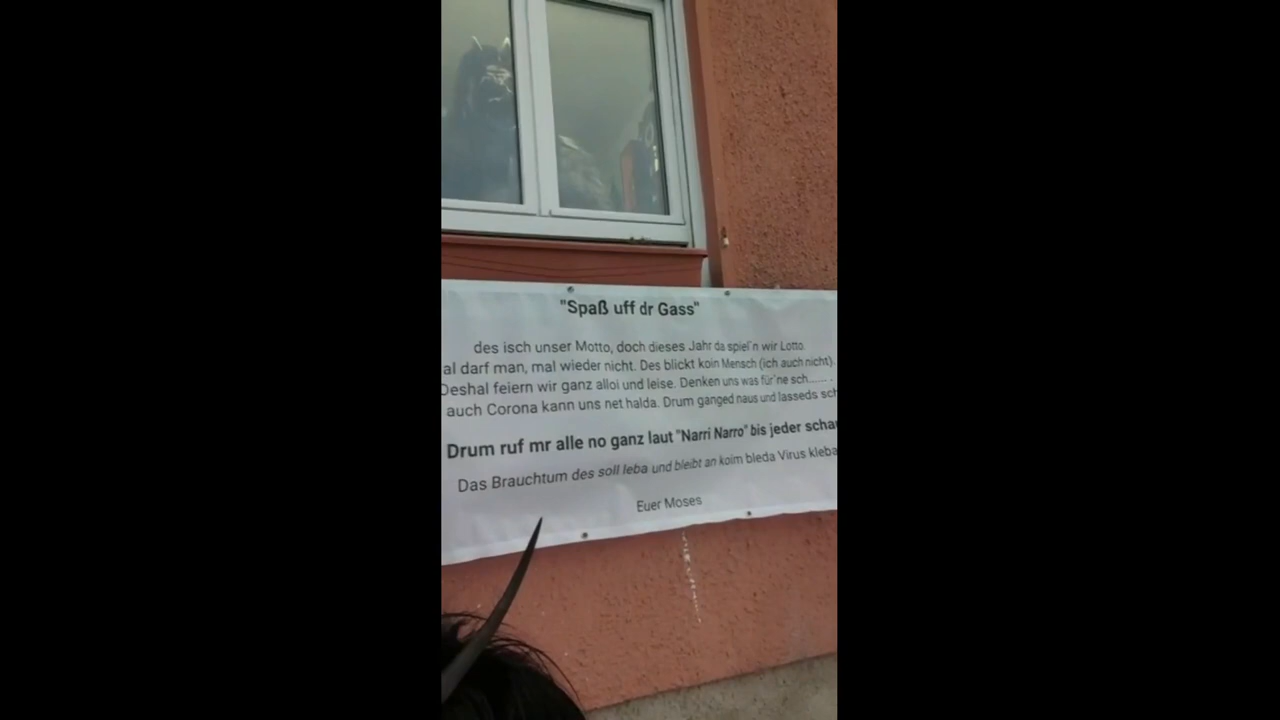 "Spaß uff dr Gass"
des isch unser Motto, doch dieses Jahr da spiel´n wir Lotto.
al darf man, mal wieder nicht. Des blickt koin Mensch (ich auch nicht).
Deshal feiern wir ganz alloi und leise. Denken uns was für´ne sch....... .
auch Corona kann uns net halda. Drum ganged naus und lasseds sch
Drum ruf mr alle no ganz laut "Narri Narro" bis jeder scha
Das Brauchtum des soll leba und bleibt an koim bleda Virus kleba
Euer Moses